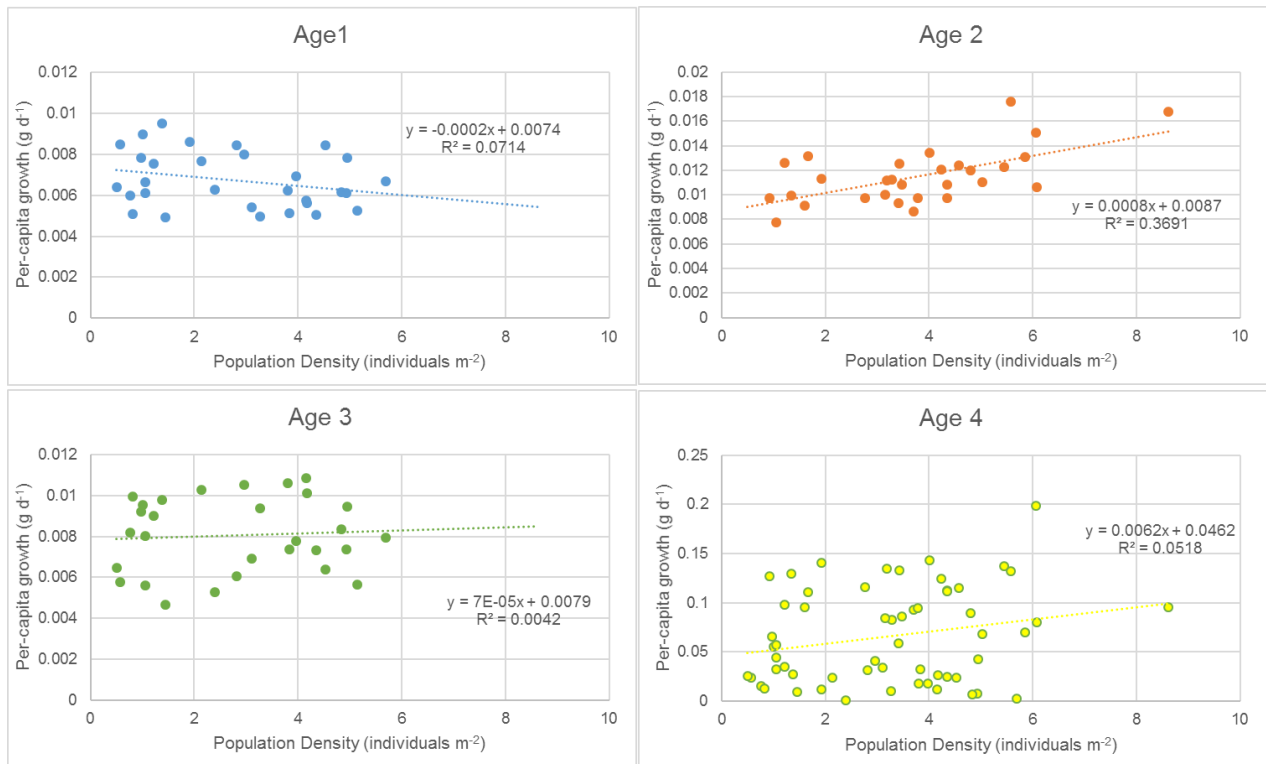 Age1
0.012
0.01
0.008
0.006
0.004
0.002
0
Per-capita growth (g d⁻¹)
y = -0.0002x + 0.0074
R² = 0.0714
0 2 4 6 8 10
Population Density (individuals m⁻²)
Age 2
0.02
0.018
0.016
0.014
0.012
0.01
0.008
0.006
0.004
0.002
0
Per-capita growth (g d⁻¹)
y = 0.0008x + 0.0087
R² = 0.3691
0 2 4 6 8 10
Population Density (individuals m⁻²)
Age 3
0.012
0.01
0.008
0.006
0.004
0.002
0
Per-capita growth (g d⁻¹)
y = 7E-05x + 0.0079
R² = 0.0042
0 2 4 6 8 10
Population Density (individuals m⁻²)
Age 4
0.25
0.2
0.15
0.1
0.05
0
Per-capita growth (g d⁻¹)
y = 0.0062x + 0.0462
R² = 0.0518
0 2 4 6 8 10
Population Density (individuals m⁻²)